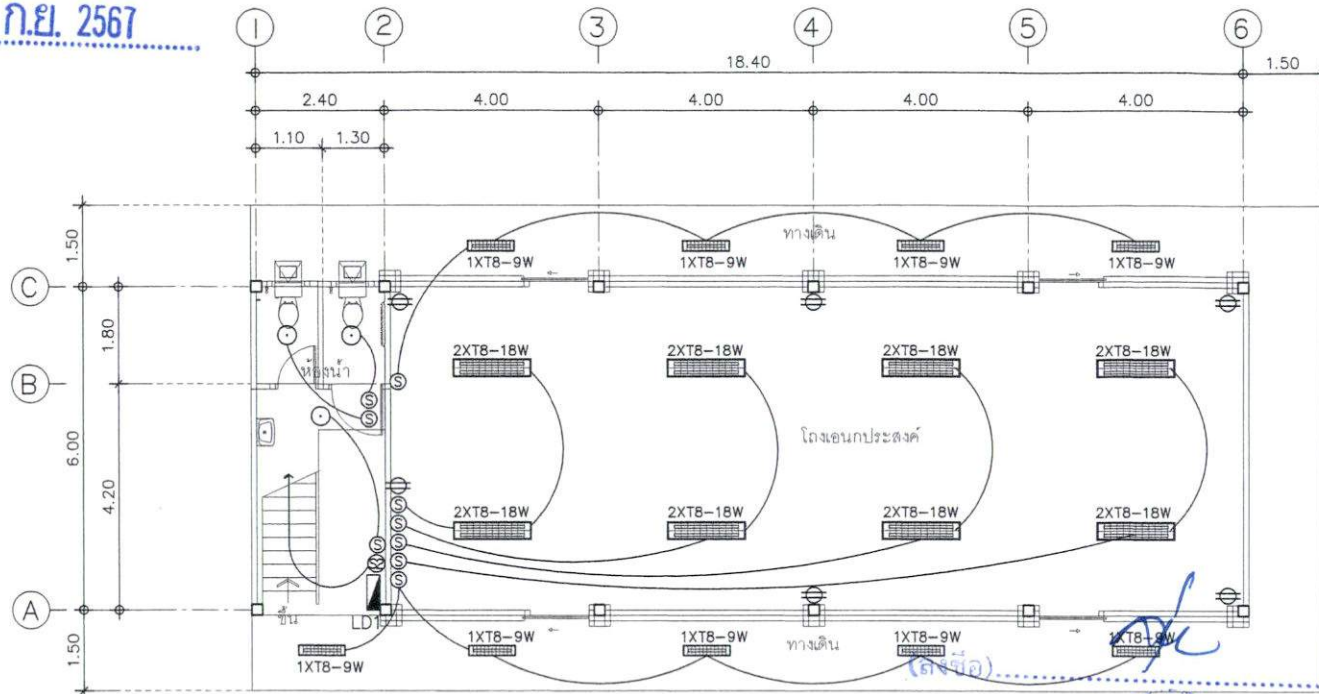 ก.ย. 2567
1 2 3 4 5 6
18.40 1.50
2.40 4.00 4.00 4.00 4.00
1.10 1.30
1.50
ทางเดิน
1XT8-9W 1XT8-9W 1XT8-9W 1XT8-9W
C
1.80
2XT8-18W 2XT8-18W 2XT8-18W 2XT8-18W
ห้องน้ำ
B
S
S
S
โถงเอนกประสงค์
6.00
4.20
S
2XT8-18W 2XT8-18W 2XT8-18W 2XT8-18W
S
S
S
S
S
A
ขึ้น
LD1
1.50
1XT8-9W 1XT8-9W 1XT8-9W 1XT8-9W
ทางเดิน
1XT8-9W
(ลงชื่อ)